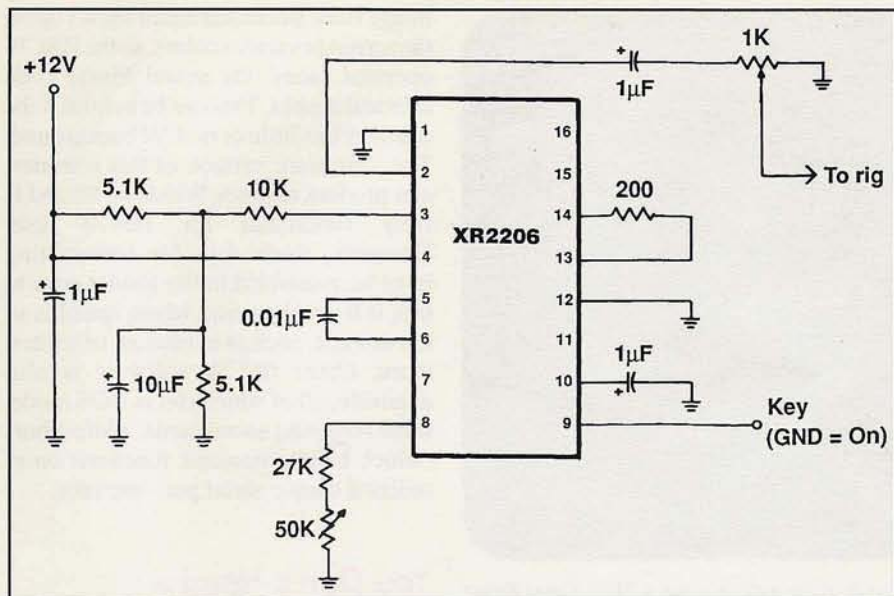 +12V
1µF
1K
To rig
5.1K
10K
1
2
3
4
5
6
7
8
XR2206
16
15
14
13
12
11
10
9
200
1µF
0.01µF
10µF
5.1K
1µF
27K
50K
Key
(GND = On)